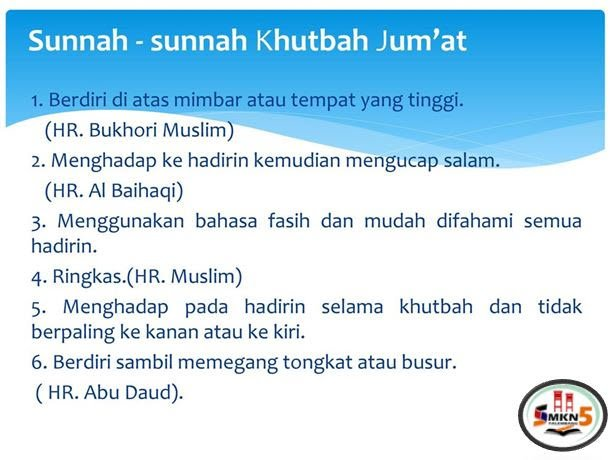 Sunnah - sunnah Khutbah Jum’at
1. Berdiri di atas mimbar atau tempat yang tinggi.
(HR. Bukhori Muslim)
2. Menghadap ke hadirin kemudian mengucap salam.
(HR. Al Baihaqi)
3. Menggunakan bahasa fasih dan mudah difahami semua
hadirin.
4. Ringkas.(HR. Muslim)
5. Menghadap pada hadirin selama khutbah dan tidak
berpaling ke kanan atau ke kiri.
6. Berdiri sambil memegang tongkat atau busur.
( HR. Abu Daud).
SMKN5
PALEMBANG